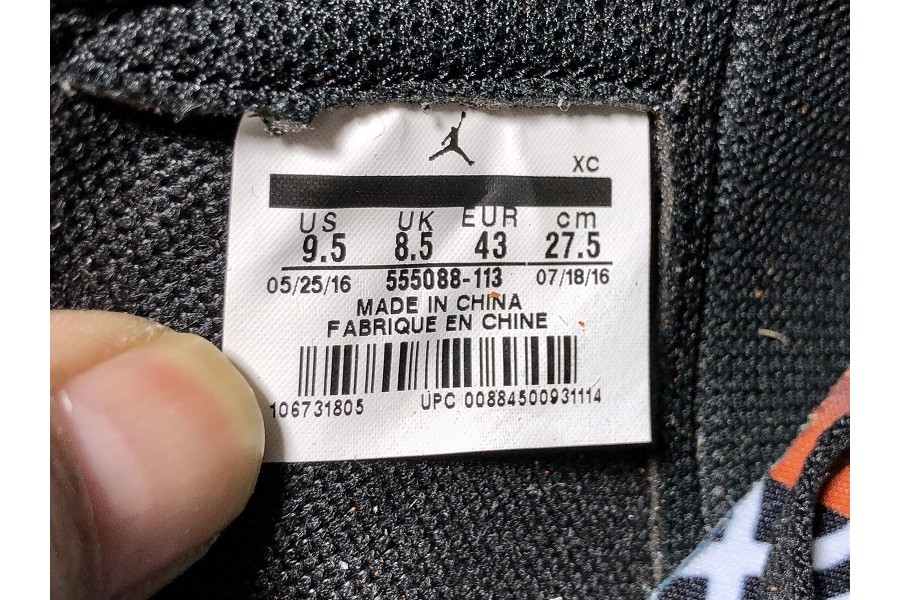 XC
US UK EUR cm
9.5 8.5 43 27.5
05/25/16 555088-113 07/18/16
MADE IN CHINA
FABRIQUE EN CHINE
106731805 UPC 00884500931114